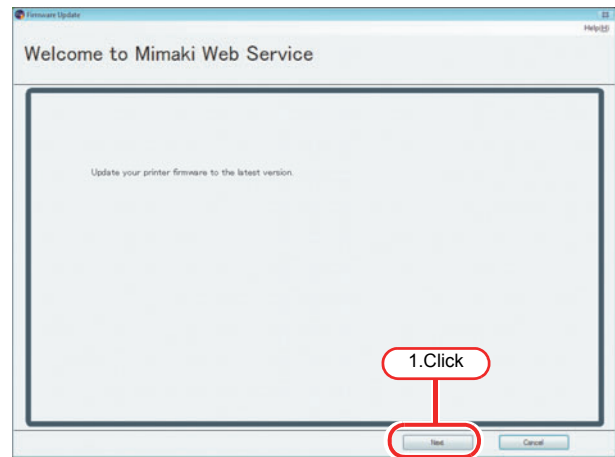 Firmware Update
Help(H)
Welcome to Mimaki Web Service
Update your printer firmware to the latest version.
1.Click
Next
Cancel